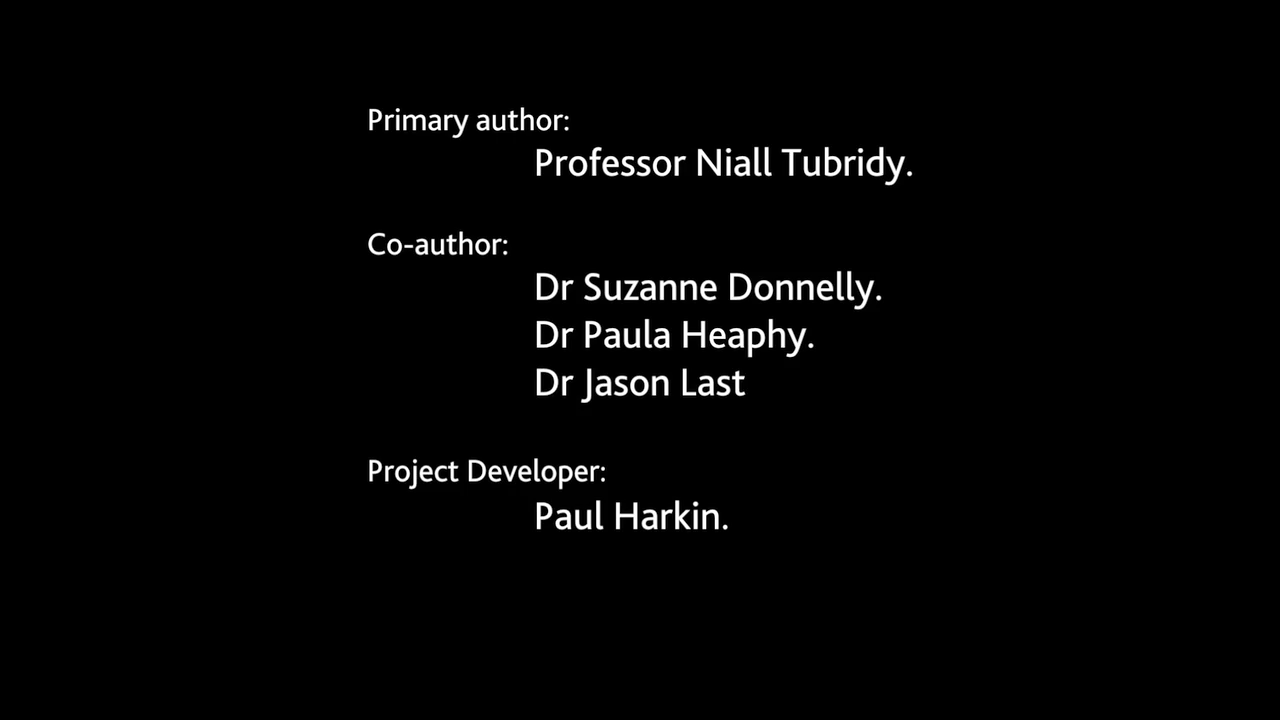 Primary author:
Professor Niall Tubridy.
Co-author:
Dr Suzanne Donnelly.
Dr Paula Heaphy.
Dr Jason Last
Project Developer:
Paul Harkin.